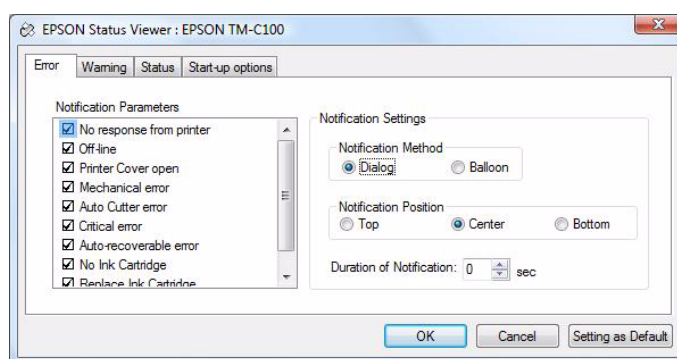 EPSON Status Viewer : EPSON TM-C100
Error Warning Status Start-up options
Notification Parameters
No response from printer
Off-line
Printer Cover open
Mechanical error
Auto Cutter error
Critical error
Auto-recoverable error
No Ink Cartridge
Replace Ink Cartridge
Notification Settings
Notification Method
Dialog Balloon
Notification Position
Top Center Bottom
Duration of Notification: 0 sec
OK Cancel Setting as Default